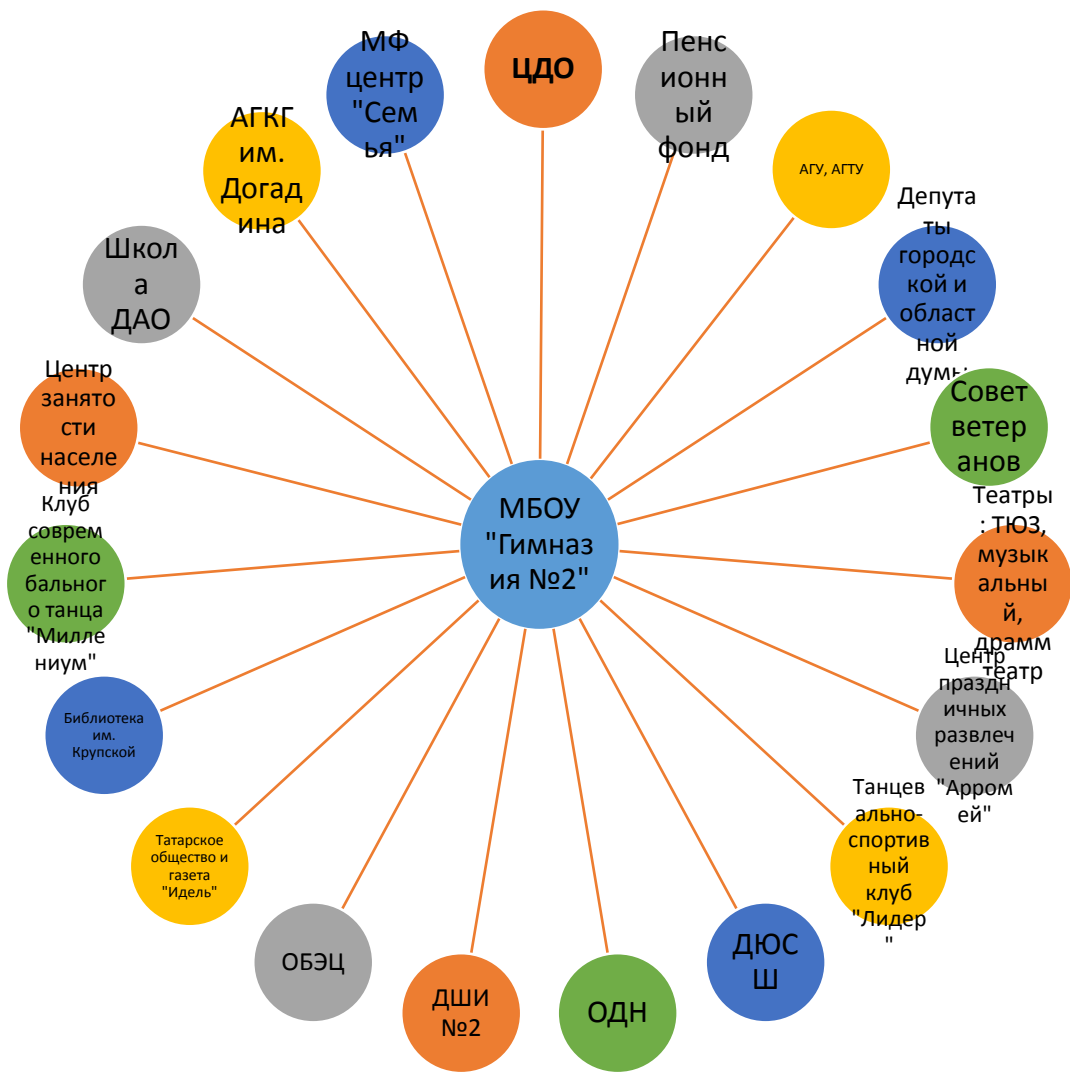 ЦДО
Пенс
ионн
ый
фонд
АГУ, АГТУ
Депута
ты
городс
кой и
област
ной
думы
Совет
ветер
анов
Театры
: ТЮЗ,
музык
альны
й,
драмм
театр
Центр
праздн
ичных
развлеч
ений
"Арром
ей"
Танцев
ально-
спортив
ный
клуб
"Лидер
"
ДЮС
Ш
ОДН
ДШИ
№2
ОБЭЦ
Татарское
общество и
газета
"Идель"
Библиотека
им.
Крупской
Клуб
соврем
енного
бальног
о танца
"Милле
ниум"
Центр
занято
сти
населе
ния
Школ
а
ДАО
АГКГ
им.
Догад
ина
МФ
центр
"Сем
ья"
МБОУ
"Гимназ
ия №2"